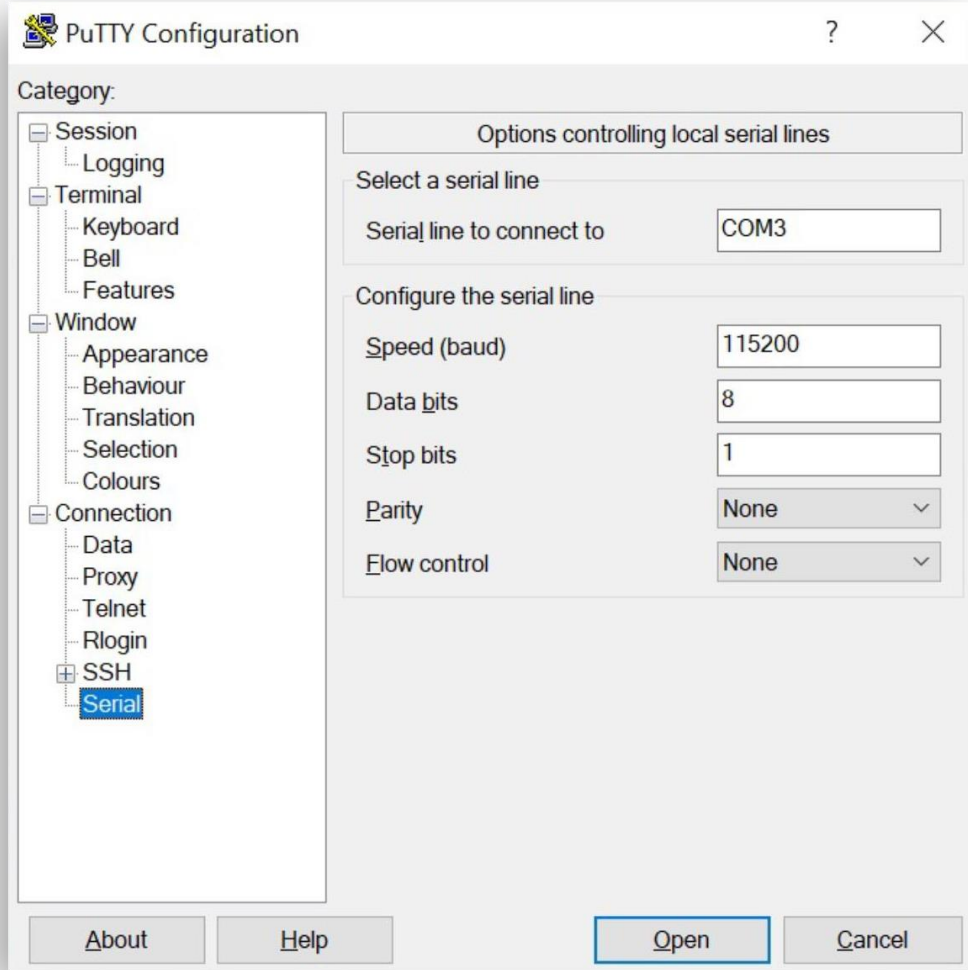 PuTTY Configuration
?
Category:
Session
Logging
Terminal
Keyboard
Bell
Features
Window
Appearance
Behaviour
Translation
Selection
Colours
Connection
Data
Proxy
Telnet
Rlogin
SSH
Serial
Options controlling local serial lines
Select a serial line
Serial line to connect to COM3
Configure the serial line
Speed (baud) 115200
Data bits 8
Stop bits 1
Parity None
Flow control None
About Help Open Cancel